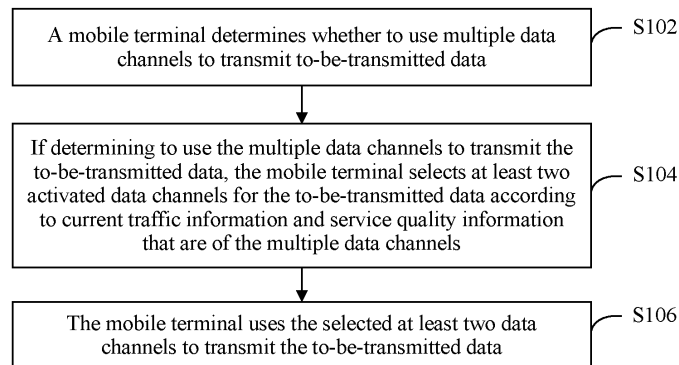 A mobile terminal determines whether to use multiple data
channels to transmit to-be-transmitted data
S102
If determining to use the multiple data channels to transmit the
to-be-transmitted data, the mobile terminal selects at least two
activated data channels for the to-be-transmitted data according
to current traffic information and service quality information
that are of the multiple data channels
S104
The mobile terminal uses the selected at least two data
channels to transmit the to-be-transmitted data
S106